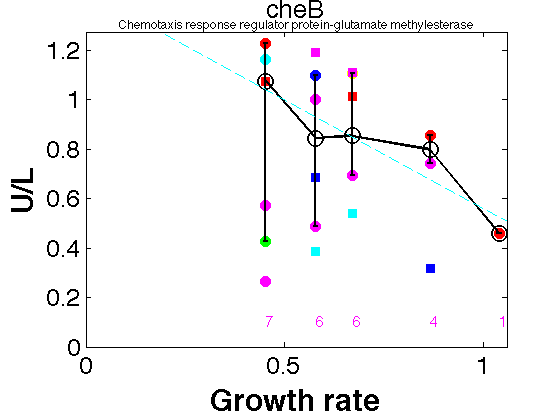 cheB
Chemotaxis response regulator protein-glutamate methylesterase
1.2
1
0.8
0.6
0.4
0.2
0
U/L
7 6 6 4 1
0 0.5 1
Growth rate